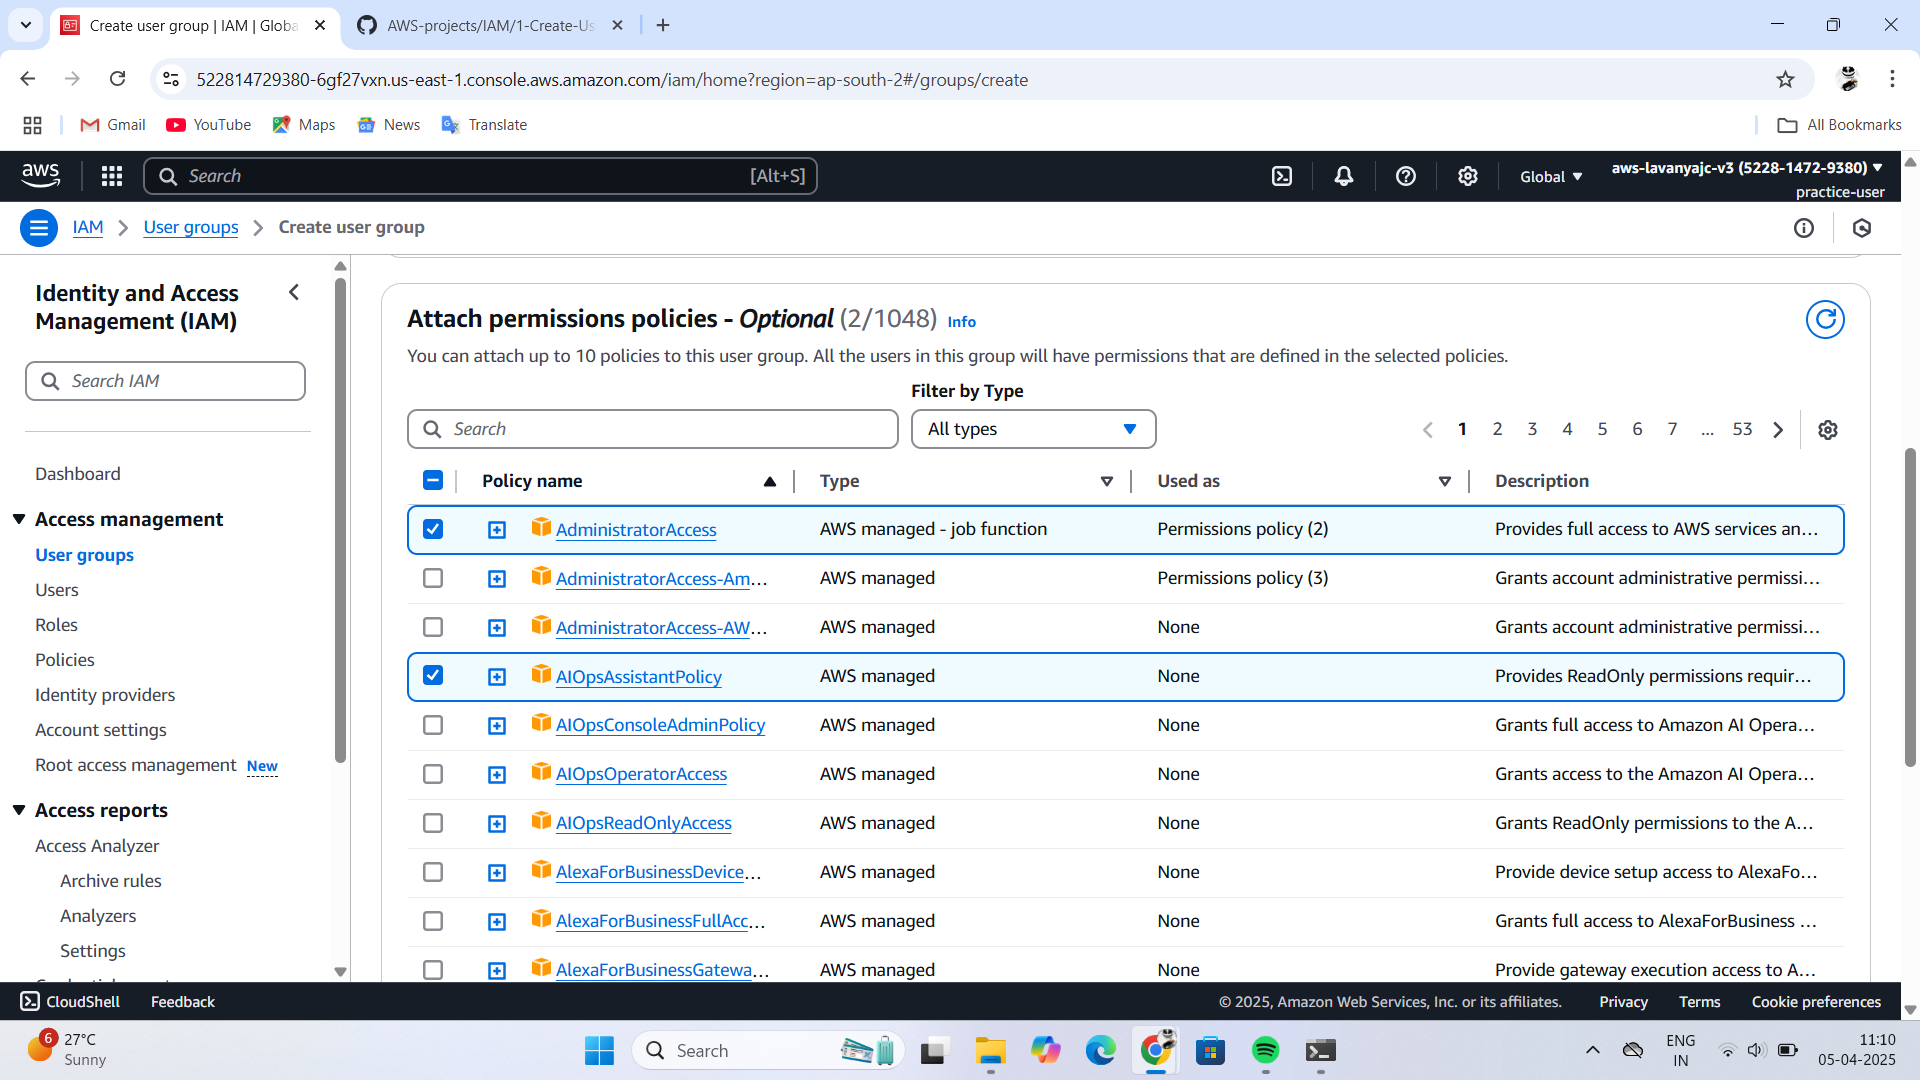 Create user group | IAM | Globa
AWS-projects/IAM/1-Create-Us
522814729380-6gf27vxn.us-east-1.console.aws.amazon.com/iam/home?region=ap-south-2#/groups/create
Gmail YouTube Maps News Translate All Bookmarks
aws Search [Alt+S] Global aws-lavanyajc-v3 (5228-1472-9380)
practice-user
IAM User groups Create user group
Identity and Access
Management (IAM)
Search IAM
Dashboard
Access management
User groups
Users
Roles
Policies
Identity providers
Account settings
Root access management New
Access reports
Access Analyzer
Archive rules
Analyzers
Settings
Attach permissions policies - Optional (2/1048) Info
You can attach up to 10 policies to this user group. All the users in this group will have permissions that are defined in the selected policies.
Filter by Type
Search All types 1 2 3 4 5 6 7 ... 53
Policy name Type Used as Description
AdministratorAccess AWS managed - job function Permissions policy (2) Provides full access to AWS services an...
AdministratorAccess-Am... AWS managed Permissions policy (3) Grants account administrative permissi...
AdministratorAccess-AW... AWS managed None Grants account administrative permissi...
AIOpsAssistantPolicy AWS managed None Provides ReadOnly permissions requir...
AIOpsConsoleAdminPolicy AWS managed None Grants full access to Amazon AI Opera...
AIOpsOperatorAccess AWS managed None Grants access to the Amazon AI Opera...
AIOpsReadOnlyAccess AWS managed None Grants ReadOnly permissions to the A...
AlexaForBusinessDevice... AWS managed None Provide device setup access to AlexaFo...
AlexaForBusinessFullAcc... AWS managed None Grants full access to AlexaForBusiness ...
AlexaForBusinessGatewa... AWS managed None Provide gateway execution access to A...
CloudShell Feedback © 2025, Amazon Web Services, Inc. or its affiliates. Privacy Terms Cookie preferences
6 27°C
Sunny
Search
ENG
IN
11:10
05-04-2025